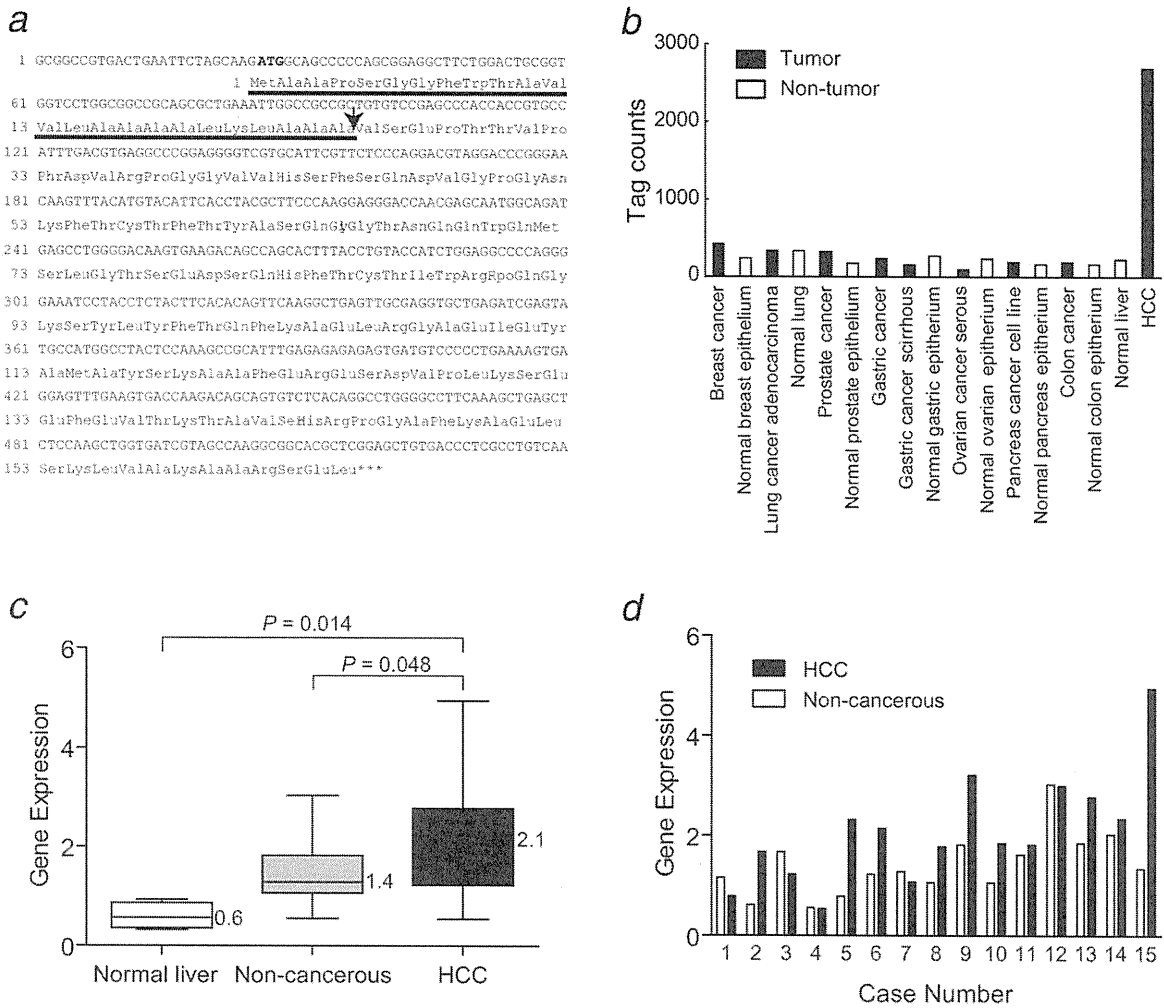 a
1 GCGGCCGTGACTGAATTCTAGCAAGATGGCAGCCCCCAGCGGAGGCTTCTGGACTGCGGT
1 MetAlaAlaProSerGlyGlyPheTrpThrAlaVal
61 GGTCCTGGCGGCCGCAGCGCTGAAATTGGCCGCCGCTGTGTCCGAGCCCACCACCGTGCC
13 ValLeuAlaAlaAlaAlaLeuLysLeuAlaAlaAlaValSerGluProThrThrValPro
121 ATTTGACGTGAGGCCCGGAGGGGTCGTGCATTCGTTCTCCCAGGACGTAGGACCCGGGAA
33 PhrAspValArgProGlyGlyValValHisSerPheSerGlnAspValGlyProGlyAsn
181 CAAGTTTACATGTACATTCACCTACGCTTCCCAAGGAGGGACCAACGAGCAATGGCAGAT
53 LysPheThrCysThrPheThrTyrAlaSerGlnGlyGlyThrAsnGlnGlnTrpGlnMet
241 GAGCCTGGGGACAAGTGAAGACAGCCAGCACTTTACCTGTACCATCTGGAGGCCCCAGGG
73 SerLeuGlyThrSerGluAspSerGlnHisPheThrCysThrIleTrpArgRpoGlnGly
301 GAAATCCTACCTCTACTTCACACAGTTCAAGGCTGAGTTGCGAGGTGCTGAGATCGAGTA
93 LysSerTyrLeuTyrPheThrGlnPheLysAlaGluLeuArgGlyAlaGluIleGluTyr
361 TGCCATGGCCTACTCCAAAGCCGCATTTGAGAGAGAGAGTGATGTCCCCCTGAAAAGTGA
113 AlaMetAlaTyrSerLysAlaAlaPheGluArgGluSerAspValProLeuLysSerGlu
421 GGAGTTTGAAGTGACCAAGACAGCAGTGTCTCACAGGCCTGGGGCCTTCAAAGCTGAGCT
133 GluPheGluValThrLysThrAlaValSeHisArgProGlyAlaPheLysAlaGluLeu
481 CTCCAAGCTGGTGATCGTAGCCAAGGCGGCACGCTCGGAGCTGTGACCCTCGCCTGTCAA
153 SerLysLeuValAlaLysAlaAlaArgSerGluLeu***
b
Tag counts
3000
2000
1000
0
Tumor
Non-tumor
Breast cancer
Normal breast epithelium
Lung cancer adenocarcinoma
Normal lung
Prostate cancer
Normal prostate epithelium
Gastric cancer
Gastric cancer scirrhous
Normal gastric epitherium
Ovarian cancer serous
Normal ovarian epitherium
Pancreas cancer cell line
Normal pancreas epitherium
Colon cancer
Normal colon epitherium
Normal liver
HCC
c
Gene Expression
6
4
2
0
P = 0.014
P = 0.048
0.6
1.4
2.1
Normal liver Non-cancerous HCC
d
Gene Expression
6
4
2
0
HCC
Non-cancerous
1 2 3 4 5 6 7 8 9 10 11 12 13 14 15
Case Number